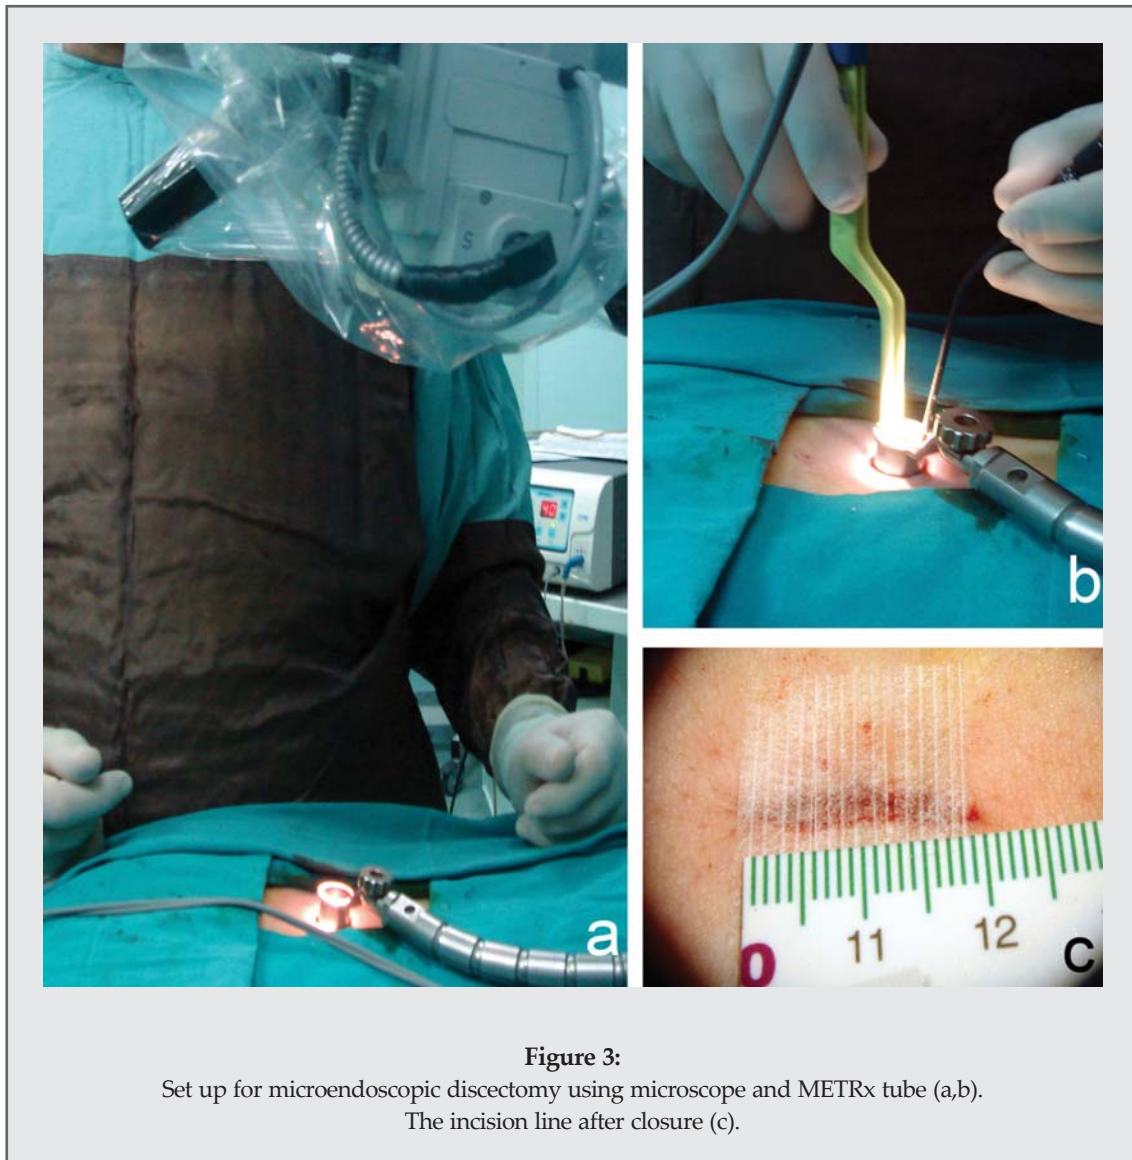 S
40
a
b
0
11
12
c
Figure 3:
Set up for microendoscopic discectomy using microscope and METRx tube (a,b).
The incision line after closure (c).